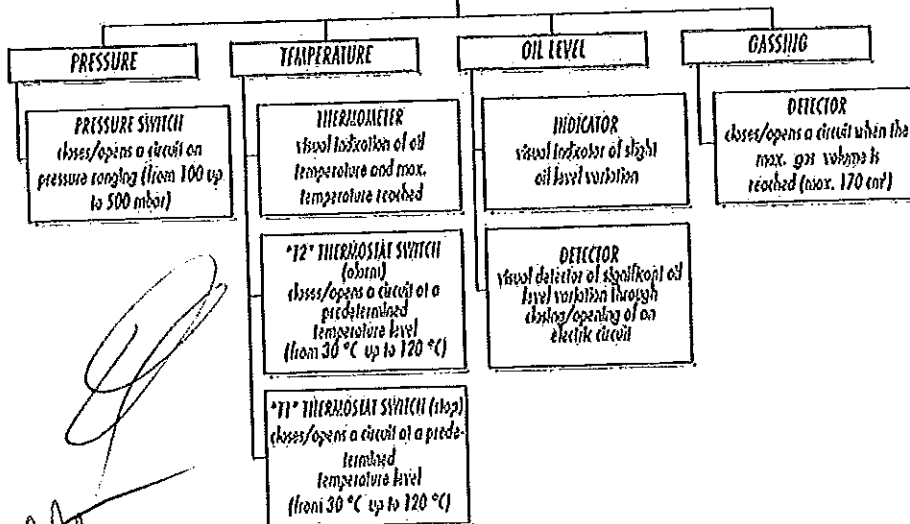 PRESSURE
TEMPERATURE
OIL LEVEL
GASSING
PRESSURE SWITCH
closes/opens a circuit on
pressure ranging (from 100 up
to 500 mbar)
THERMOMETER
visual indication of oil
temperature and max.
temperature reached
"T2" THERMOSTAT SWITCH
(alarm)
closes/opens a circuit at a
predetermined
temperature level
(from 30 °C up to 120 °C)
"T1" THERMOSTAT SWITCH (stop)
closes/opens a circuit at a prede-
termined
temperature level
(from 30 °C up to 120 °C)
INDICATOR
visual indicator of slight
oil level variation
DETECTOR
visual detector of significant oil
level variation through
closing/opening of an
electric circuit
DETECTOR
closes/opens a circuit when the
max. gas volume is
reached (max. 170 cm³)